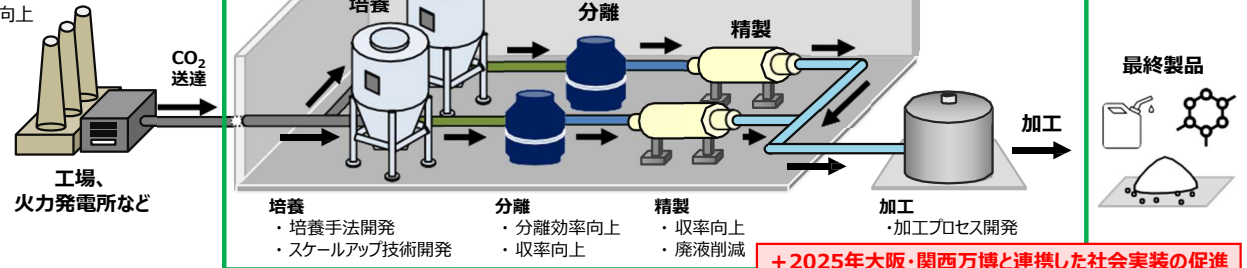 向上
培養
分離
精製
CO₂
送達
最終製品
加工
工場、
火力発電所など
培養
・培養手法開発
・スケールアップ技術開発
分離
・分離効率向上
・収率向上
精製
・収率向上
・廃液削減
加工
・加工プロセス開発
+2025年大阪・関西万博と連携した社会実装の促進